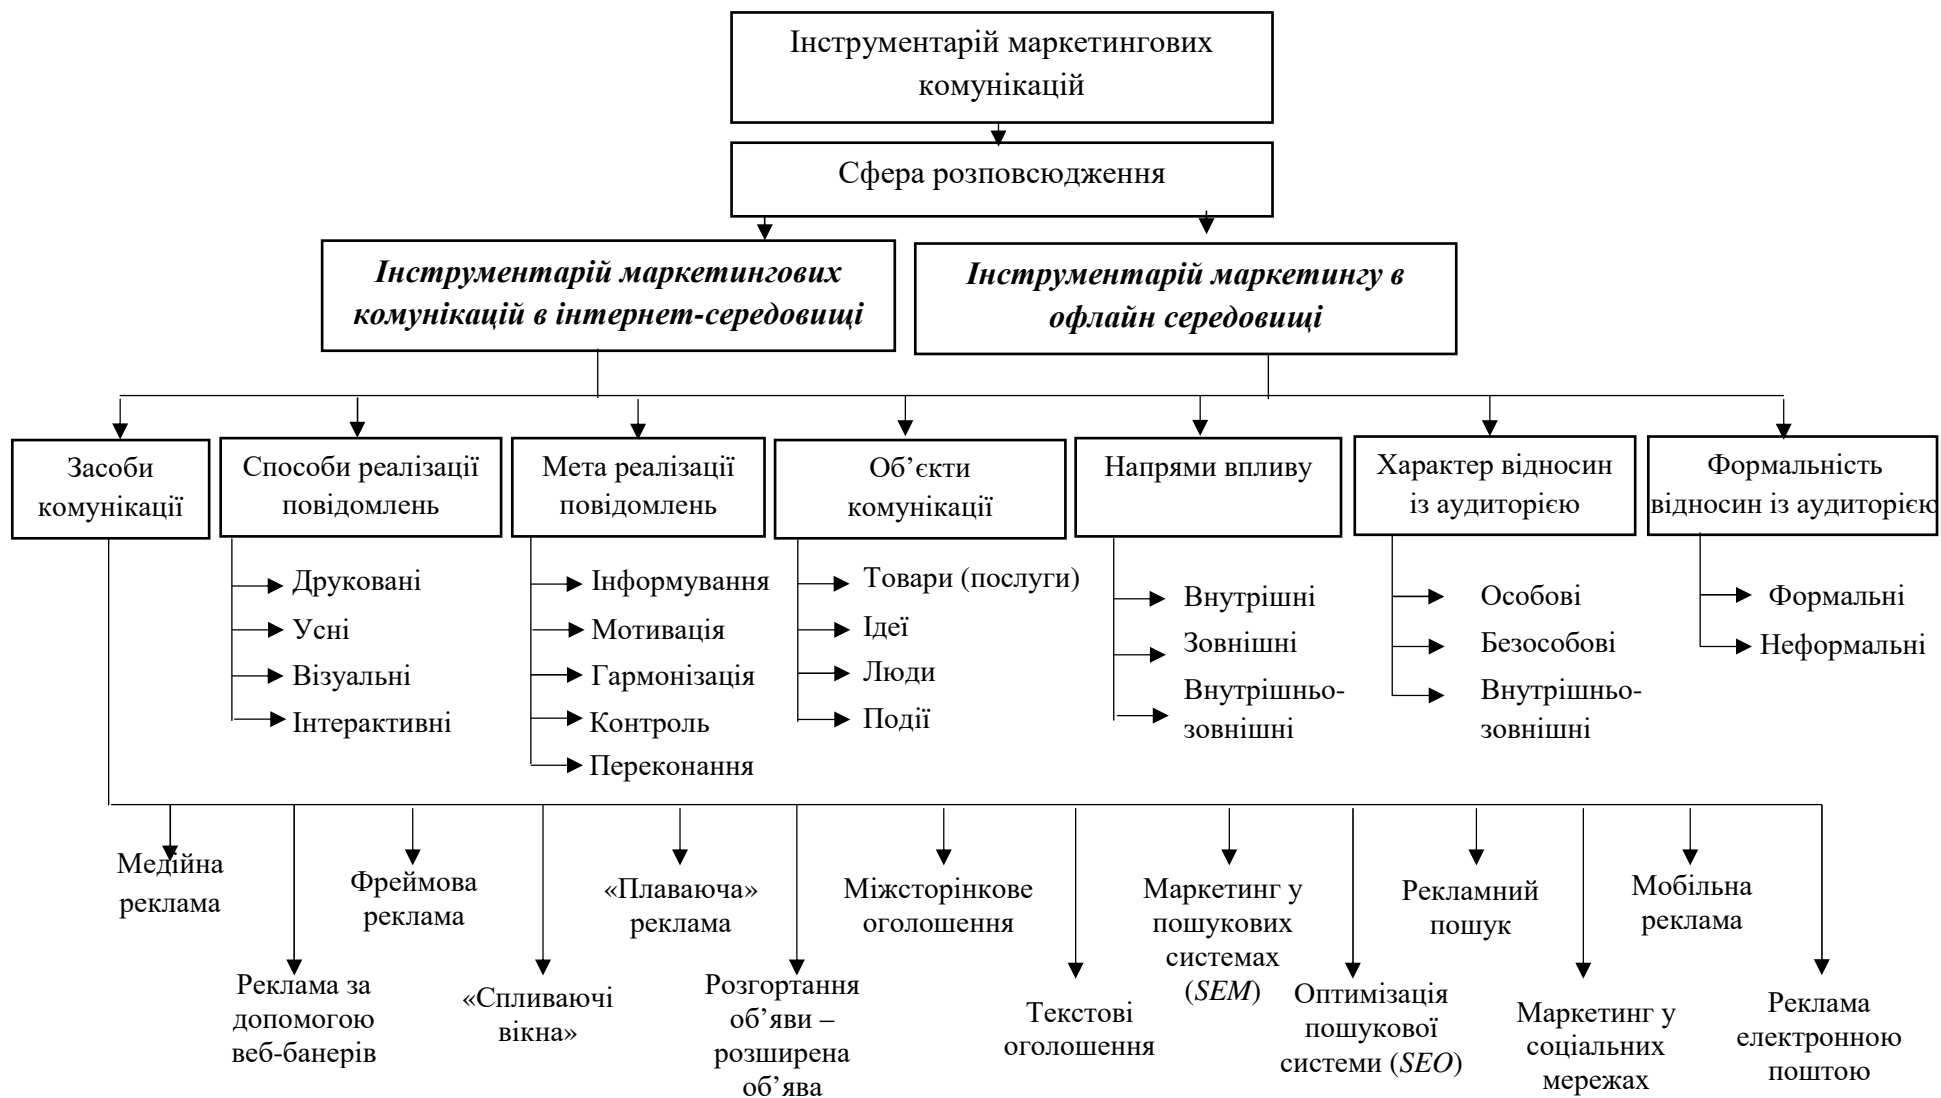 Інструментарій маркетингових
комунікацій
Сфера розповсюдження
Інструментарій маркетингових
комунікацій в інтернет-середовищі
Інструментарій маркетингу в
офлайн середовищі
Засоби
комунікації
Способи реалізації
повідомлень
Мета реалізації
повідомлень
Об’єкти
комунікації
Напрями впливу
Характер відносин
із аудиторією
Формальність
відносин із аудиторією
Друковані
Усні
Візуальні
Інтерактивні
Інформування
Мотивація
Гармонізація
Контроль
Переконання
Товари (послуги)
Ідеї
Люди
Події
Внутрішні
Зовнішні
Внутрішньо-
зовнішні
Особові
Безособові
Внутрішньо-
зовнішні
Формальні
Неформальні
Медійна
реклама
Реклама за
допомогою
веб-банерів
Фреймова
реклама
«Спливаючі
вікна»
«Плаваюча»
реклама
Розгортання
об’яви –
розширена
об’ява
Міжсторінкове
оголошення
Текстові
оголошення
Маркетинг у
пошукових
системах
(SEM)
Оптимізація
пошукової
системи (SEO)
Рекламний
пошук
Маркетинг у
соціальних
мережах
Мобільна
реклама
Реклама
електронною
поштою